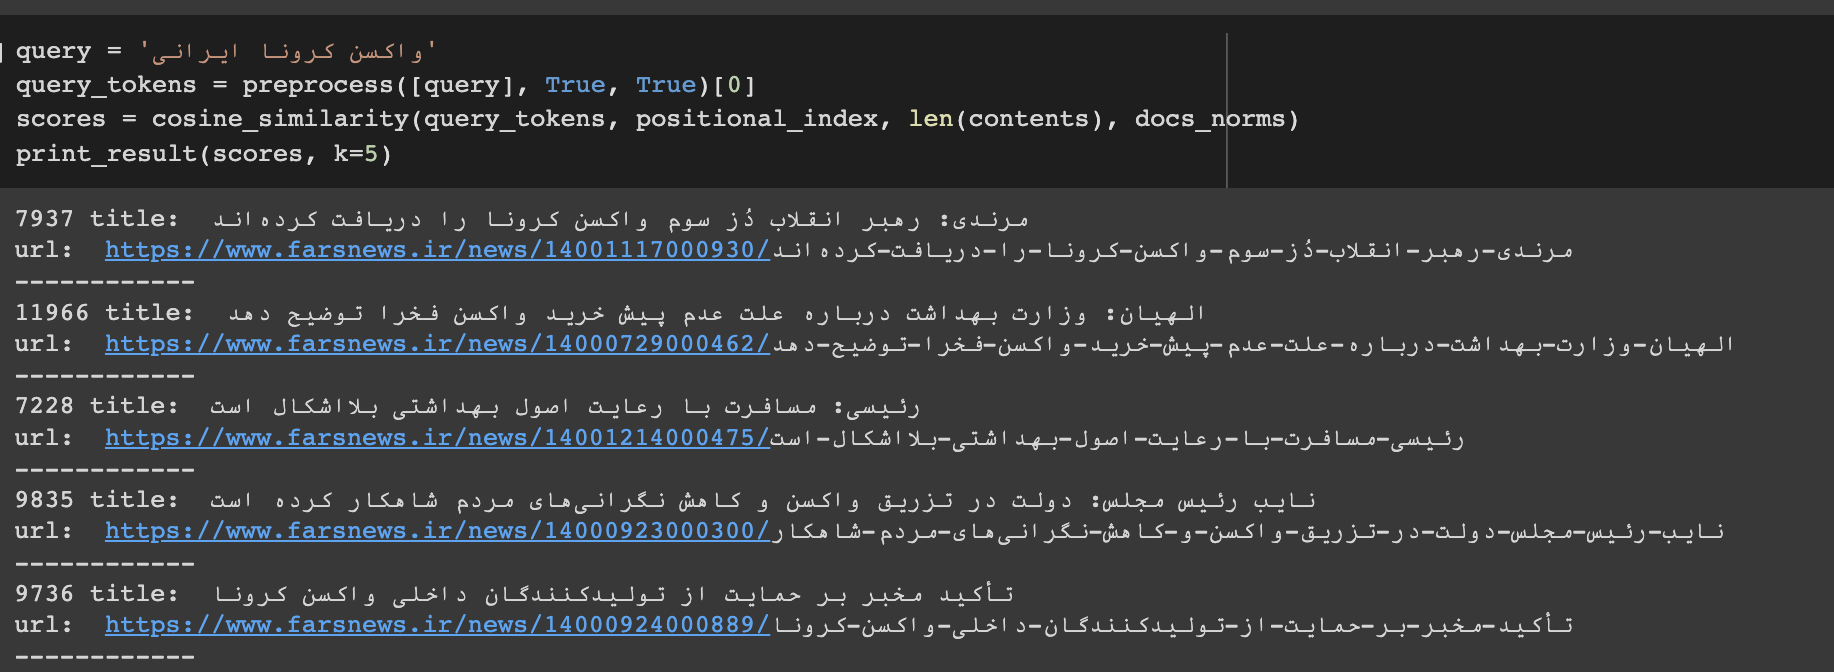 query = 'واکسن کرونا ایرانی'
query_tokens = preprocess([query], True, True)[0]
scores = cosine_similarity(query_tokens, positional_index, len(contents), docs_norms)
print_result(scores, k=5)
7937 title:  مرندی: رهبر انقلاب دُز سوم واکسن کرونا را دریافت کرده‌اند
url:  https://www.farsnews.ir/news/14001117000930/مرندی-رهبر-انقلاب-دُز-سوم-واکسن-کرونا-را-دریافت-کرده‌اند
------------
11966 title:  الهیان: وزارت بهداشت درباره علت عدم پیش خرید واکسن فخرا توضیح دهد
url:  https://www.farsnews.ir/news/14000729000462/الهیان-وزارت-بهداشت-درباره-علت-عدم-پیش-خرید-واکسن-فخرا-توضیح-دهد
------------
7228 title:  رئیسی: مسافرت با رعایت اصول بهداشتی بلااشکال است
url:  https://www.farsnews.ir/news/14001214000475/رئیسی-مسافرت-با-رعایت-اصول-بهداشتی-بلااشکال-است
------------
9835 title:  نایب رئیس مجلس: دولت در تزریق واکسن و کاهش نگرانی‌های مردم شاهکار کرده است
url:  https://www.farsnews.ir/news/14000923000300/نایب-رئیس-مجلس-دولت-در-تزریق-واکسن-و-کاهش-نگرانی‌های-مردم-شاهکار
------------
9736 title:  تأکید مخبر بر حمایت از تولیدکنندگان داخلی واکسن کرونا
url:  https://www.farsnews.ir/news/14000924000889/تأکید-مخبر-بر-حمایت-از-تولیدکنندگان-داخلی-واکسن-کرونا
------------